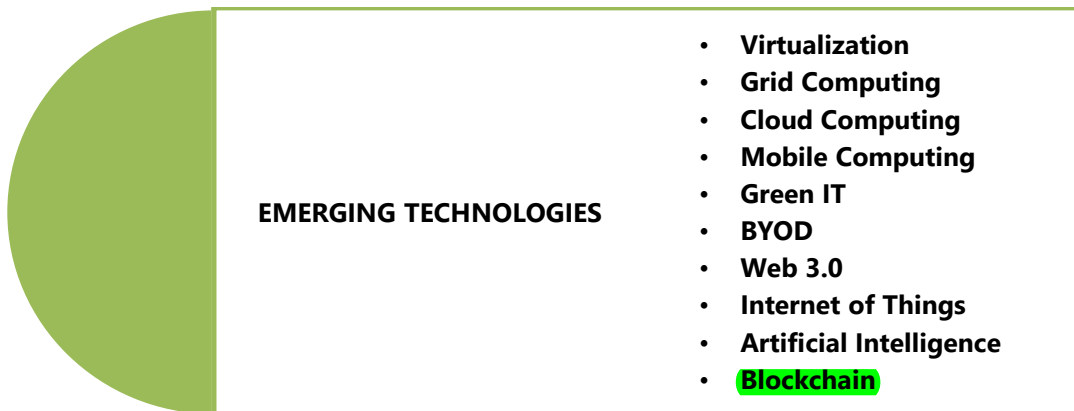 EMERGING TECHNOLOGIES
• Virtualization
• Grid Computing
• Cloud Computing
• Mobile Computing
• Green IT
• BYOD
• Web 3.0
• Internet of Things
• Artificial Intelligence
• Blockchain